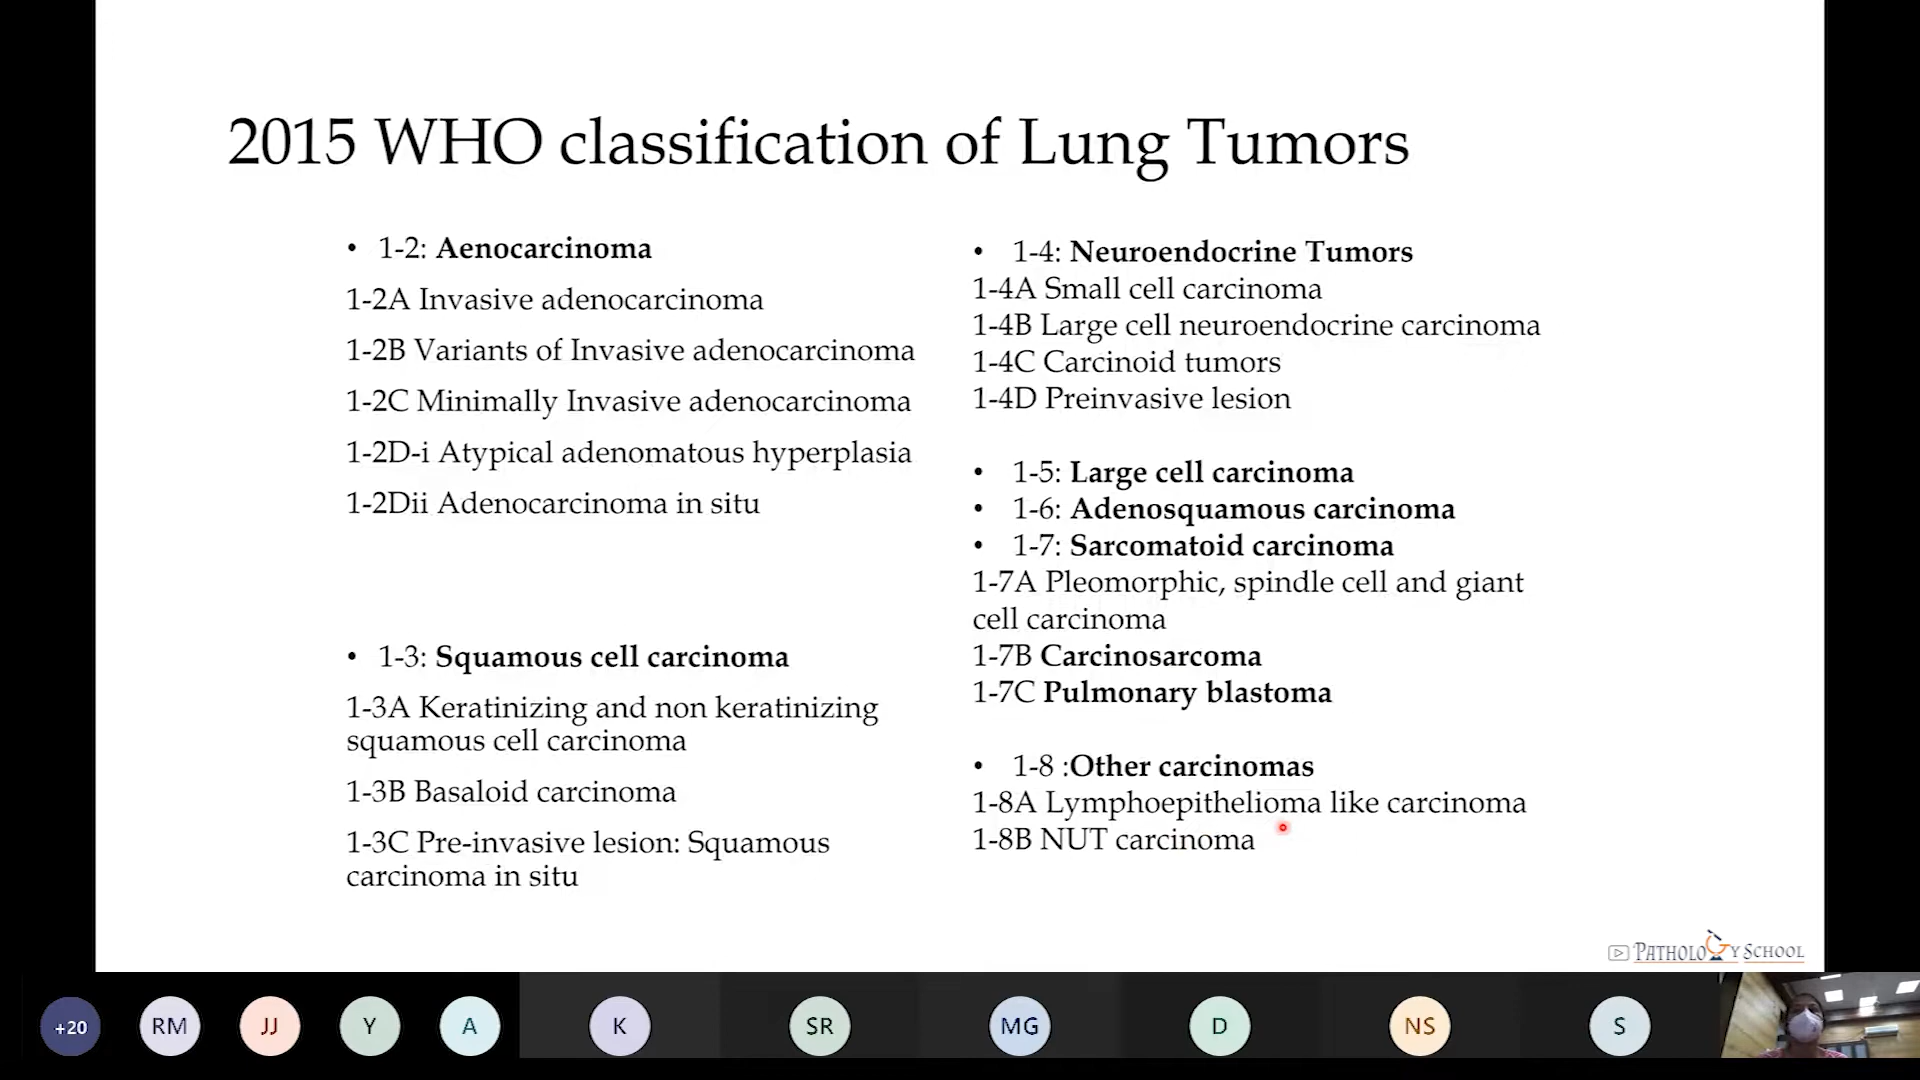 2015 WHO classification of Lung Tumors
• 1-2: Aenocarcinoma
1-2A Invasive adenocarcinoma
1-2B Variants of Invasive adenocarcinoma
1-2C Minimally Invasive adenocarcinoma
1-2D-i Atypical adenomatous hyperplasia
1-2Dii Adenocarcinoma in situ
• 1-3: Squamous cell carcinoma
1-3A Keratinizing and non keratinizing
squamous cell carcinoma
1-3B Basaloid carcinoma
1-3C Pre-invasive lesion: Squamous
carcinoma in situ
• 1-4: Neuroendocrine Tumors
1-4A Small cell carcinoma
1-4B Large cell neuroendocrine carcinoma
1-4C Carcinoid tumors
1-4D Preinvasive lesion
• 1-5: Large cell carcinoma
• 1-6: Adenosquamous carcinoma
• 1-7: Sarcomatoid carcinoma
1-7A Pleomorphic, spindle cell and giant
cell carcinoma
1-7B Carcinosarcoma
1-7C Pulmonary blastoma
• 1-8 :Other carcinomas
1-8A Lymphoepithelioma like carcinoma
1-8B NUT carcinoma
PATHOLOGY SCHOOL
+20 RM JJ Y A K SR MG D NS S